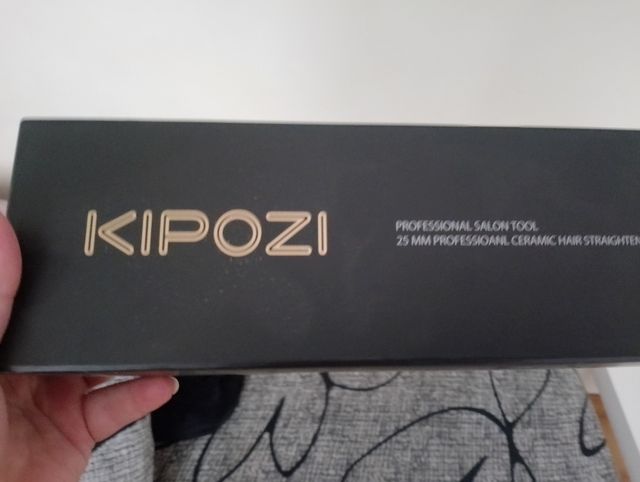 KIPOZI
PROFESSIONAL SALON TOOL
25 MM PROFESSIOANL CERAMIC HAIR STRAIGHTEN